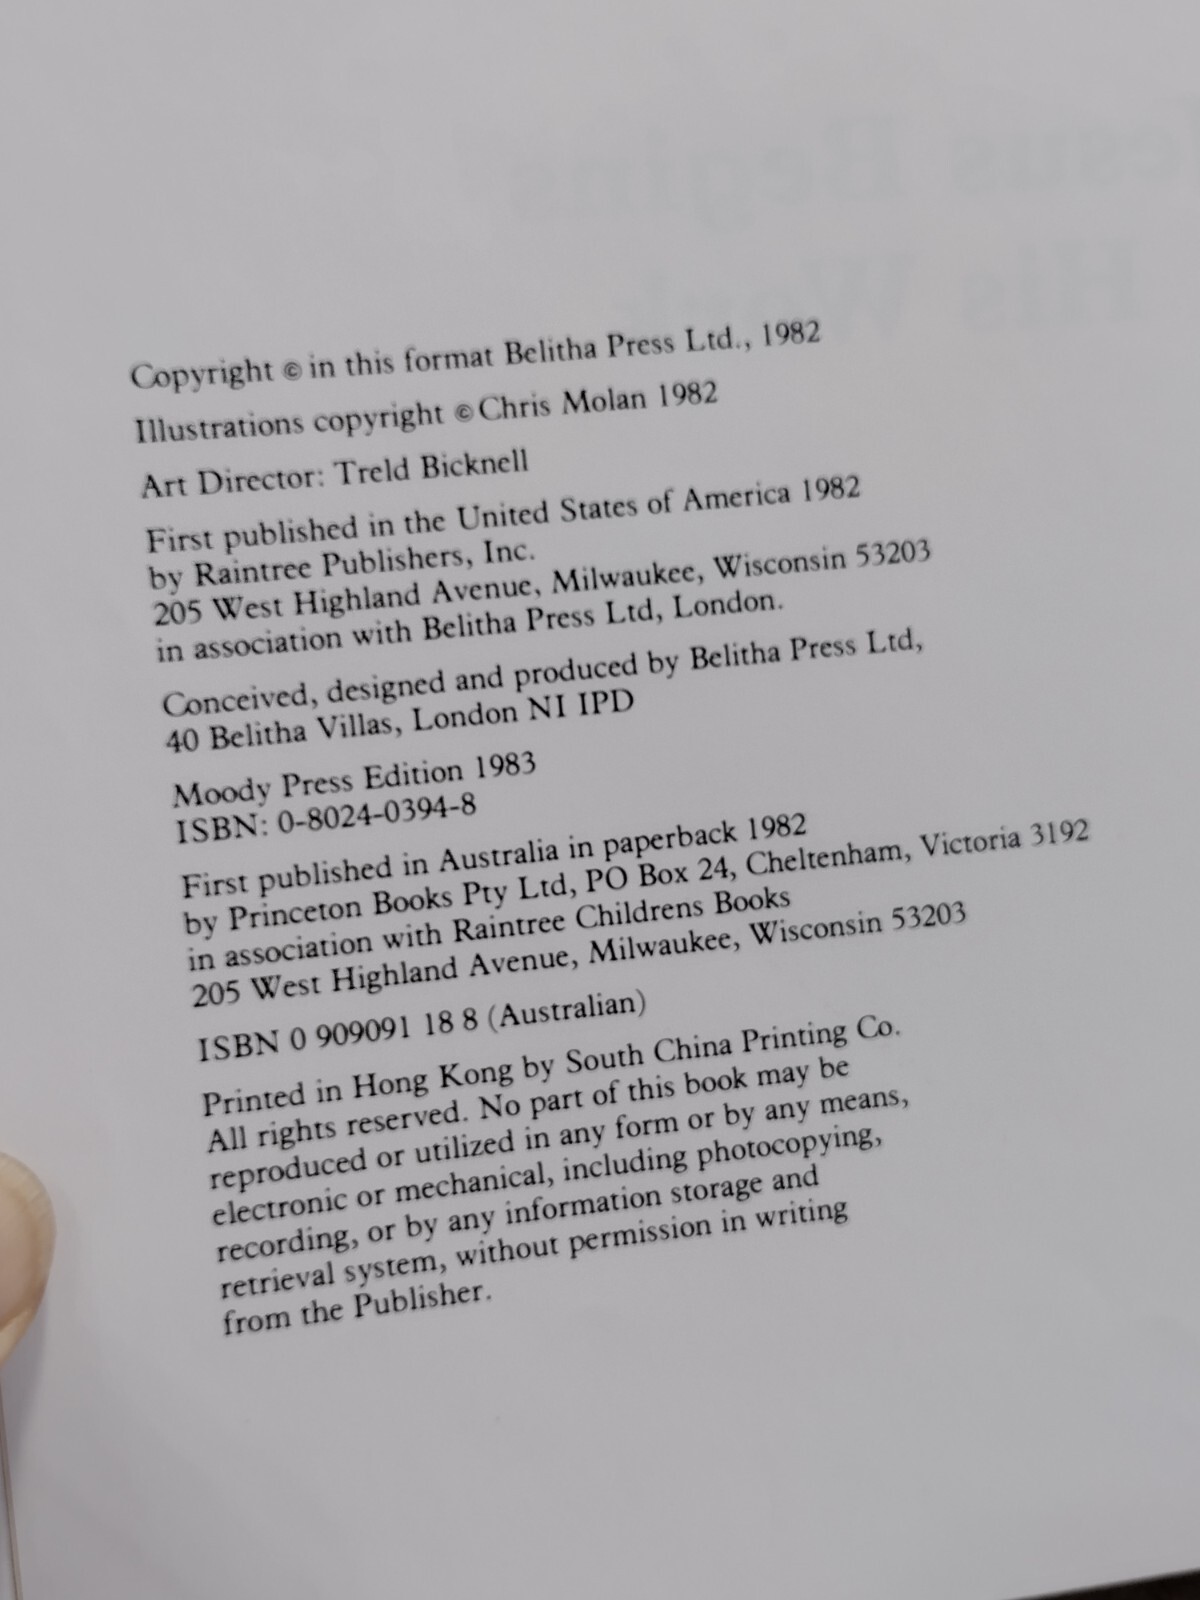 Jesus Begins
His Work
Copyright © in this format Belitha Press Ltd., 1982
Illustrations copyright © Chris Molan 1982
Art Director: Treld Bicknell
First published in the United States of America 1982
by Raintree Publishers, Inc.
205 West Highland Avenue, Milwaukee, Wisconsin 53203
in association with Belitha Press Ltd, London.
Conceived, designed and produced by Belitha Press Ltd,
40 Belitha Villas, London NI IPD
Moody Press Edition 1983
ISBN: 0-8024-0394-8
First published in Australia in paperback 1982
by Princeton Books Pty Ltd, PO Box 24, Cheltenham, Victoria 3192
in association with Raintree Childrens Books
205 West Highland Avenue, Milwaukee, Wisconsin 53203
ISBN 0 909091 18 8 (Australian)
Printed in Hong Kong by South China Printing Co.
All rights reserved. No part of this book may be
reproduced or utilized in any form or by any means,
electronic or mechanical, including photocopying,
recording, or by any information storage and
retrieval system, without permission in writing
from the Publisher.